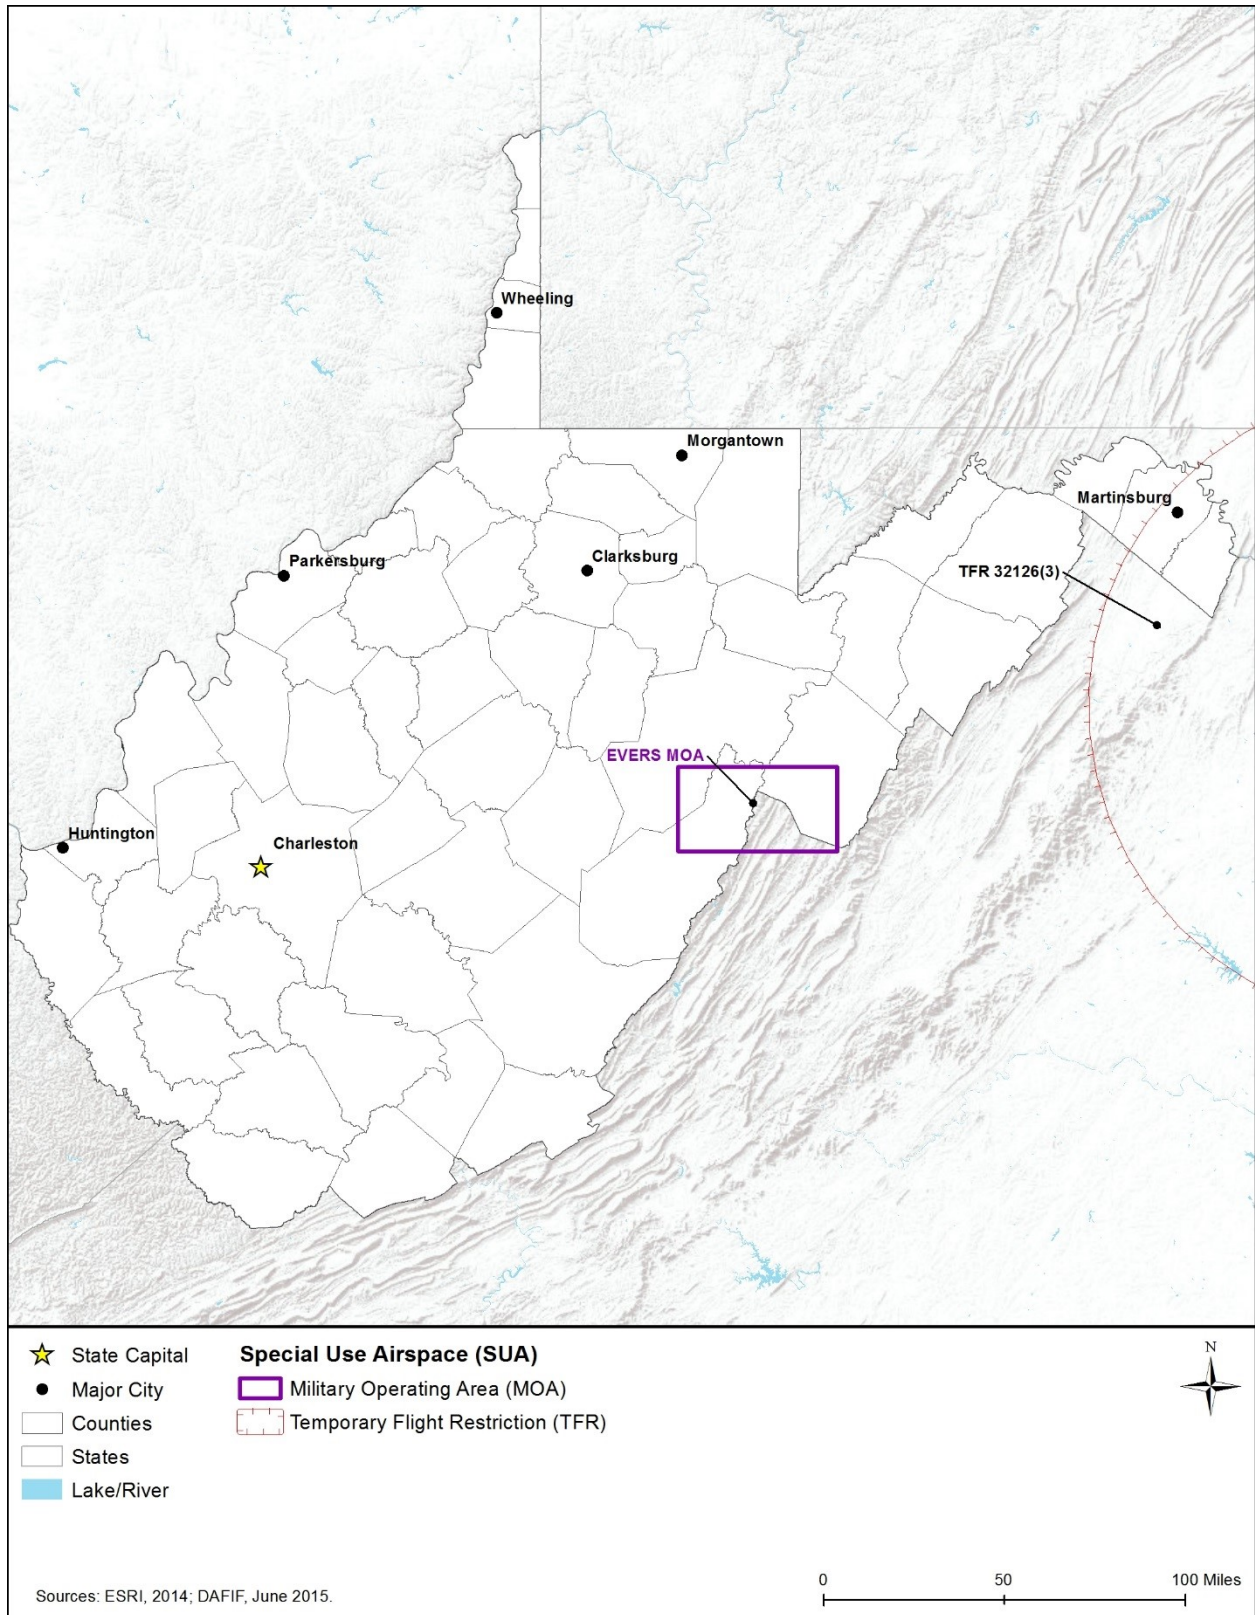 Wheeling
Morgantown
Martinsburg
Clarksburg
Parkersburg
TFR 32126(3)
EVERS MOA
Huntington
Charleston
State Capital
Major City
Counties
States
Lake/River
Special Use Airspace (SUA)
Military Operating Area (MOA)
Temporary Flight Restriction (TFR)
N
Sources: ESRI, 2014; DAFIF, June 2015.
0 50 100 Miles